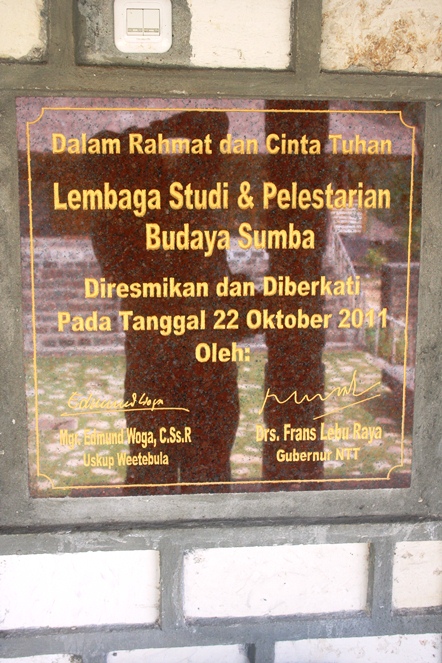 Dalam Rahmat dan Cinta Tuhan
Lembaga Studi & Pelestarian
Budaya Sumba
Diresmikan dan Diberkati
Pada Tanggal 22 Oktober 2011
Oleh:
Mgr. Edmund Woga, C.Ss.R
Uskup Weetebula
Drs. Frans Lebu Raya
Gubernur NTT